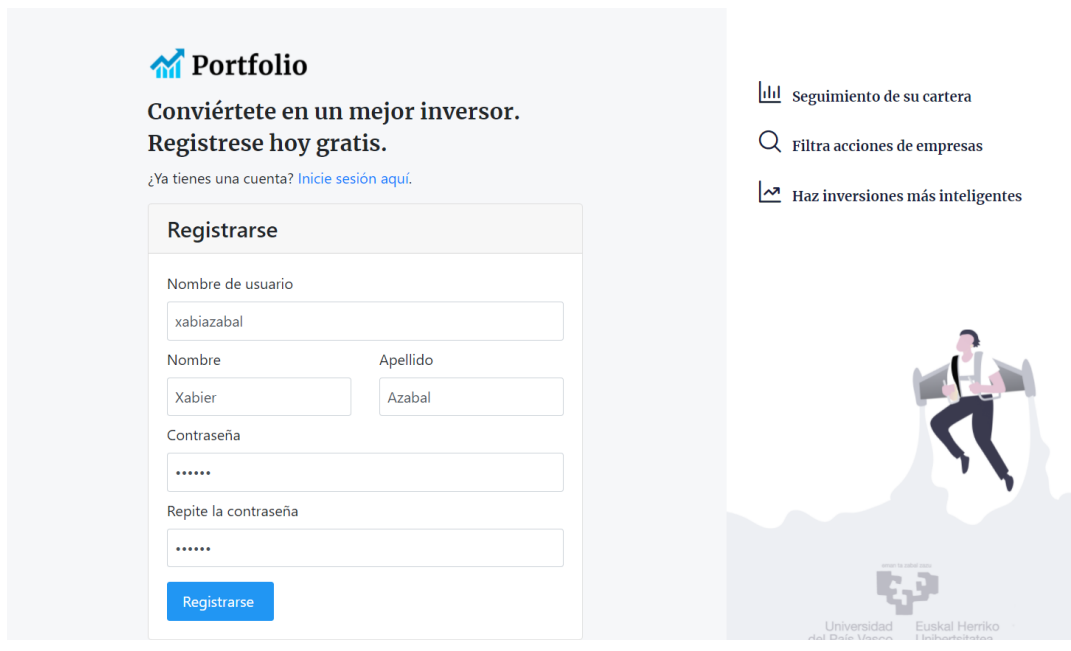 Portfolio
Conviértete en un mejor inversor.
Registrese hoy gratis.
¿Ya tienes una cuenta? Inicie sesión aquí.
Registrarse
Nombre de usuario
xabiazabal
Nombre Apellido
Xabier Azabal
Contraseña
••••••
Repite la contraseña
••••••
Registrarse
Seguimiento de su cartera
Filtra acciones de empresas
Haz inversiones más inteligentes
Universidad Euskal Herriko
del País Vasco Unibertsitatea